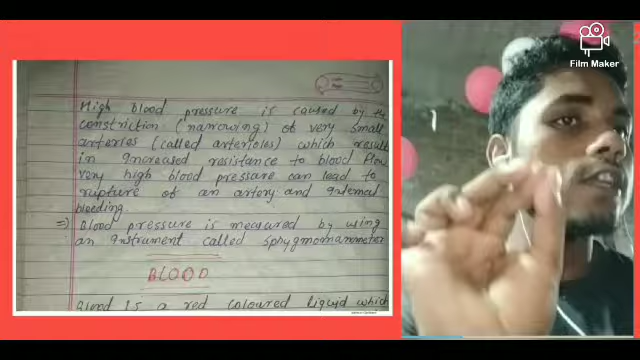 High blood pressure is caused by the
constriction (narrowing) of very small
arteries (called arterioles) which result
in increased resistance to blood flow
very high blood pressure can lead to
rupture of an artery and internal
bleeding.
⇒) Blood pressure is measured by using
an instrument called sphygmomanometer
BLOOD
Blood is a red coloured liquid which
Film Maker